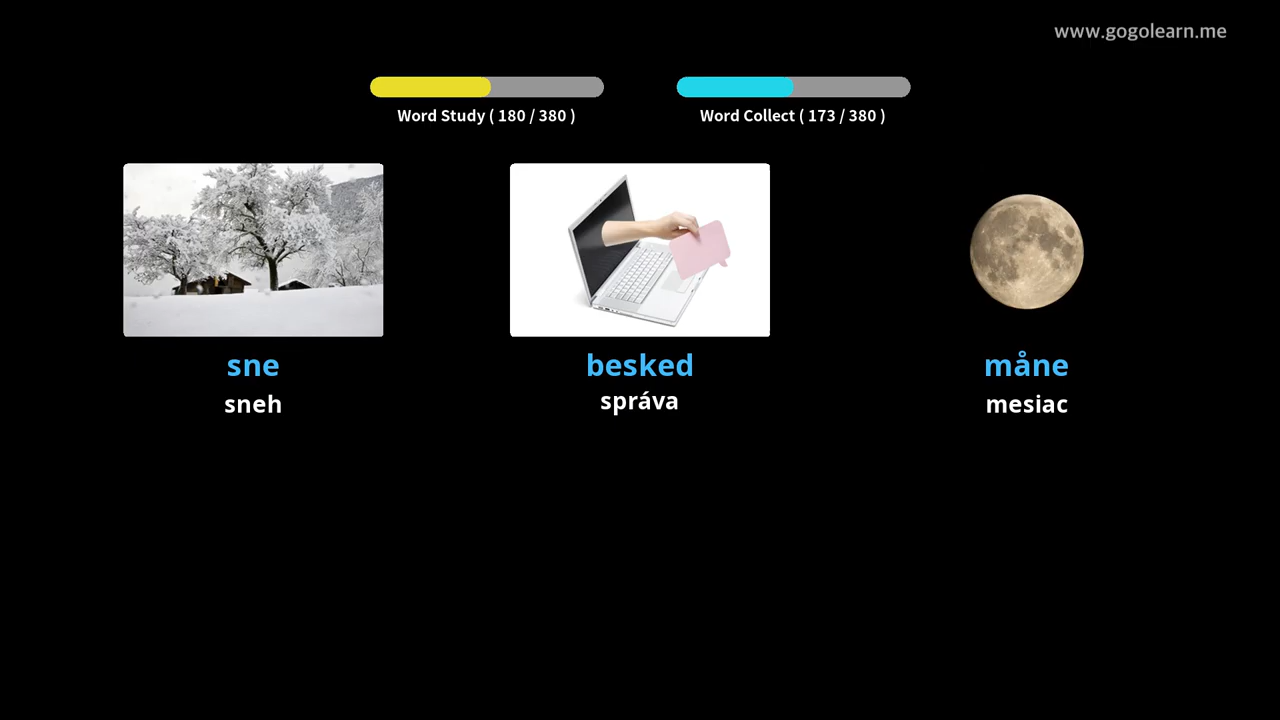 www.gogolearn.me
Word Study ( 180 / 380 )
Word Collect ( 173 / 380 )
sne
besked
måne
sneh
správa
mesiac